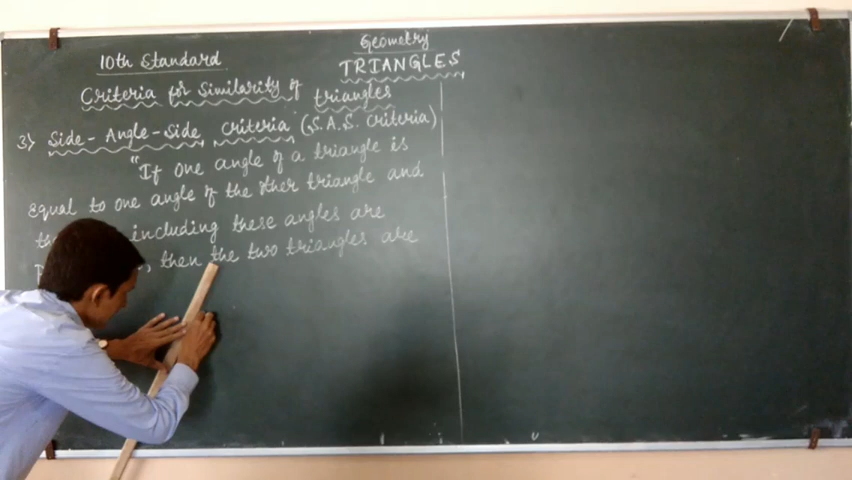 Geometry
10th Standard
TRIANGLES
Criteria for Similarity of triangles
3) Side-Angle-Side criteria (S.A.S. criteria)
"If one angle of a triangle is
Equal to one angle of the other triangle and
including these angles are
, then the two triangles are